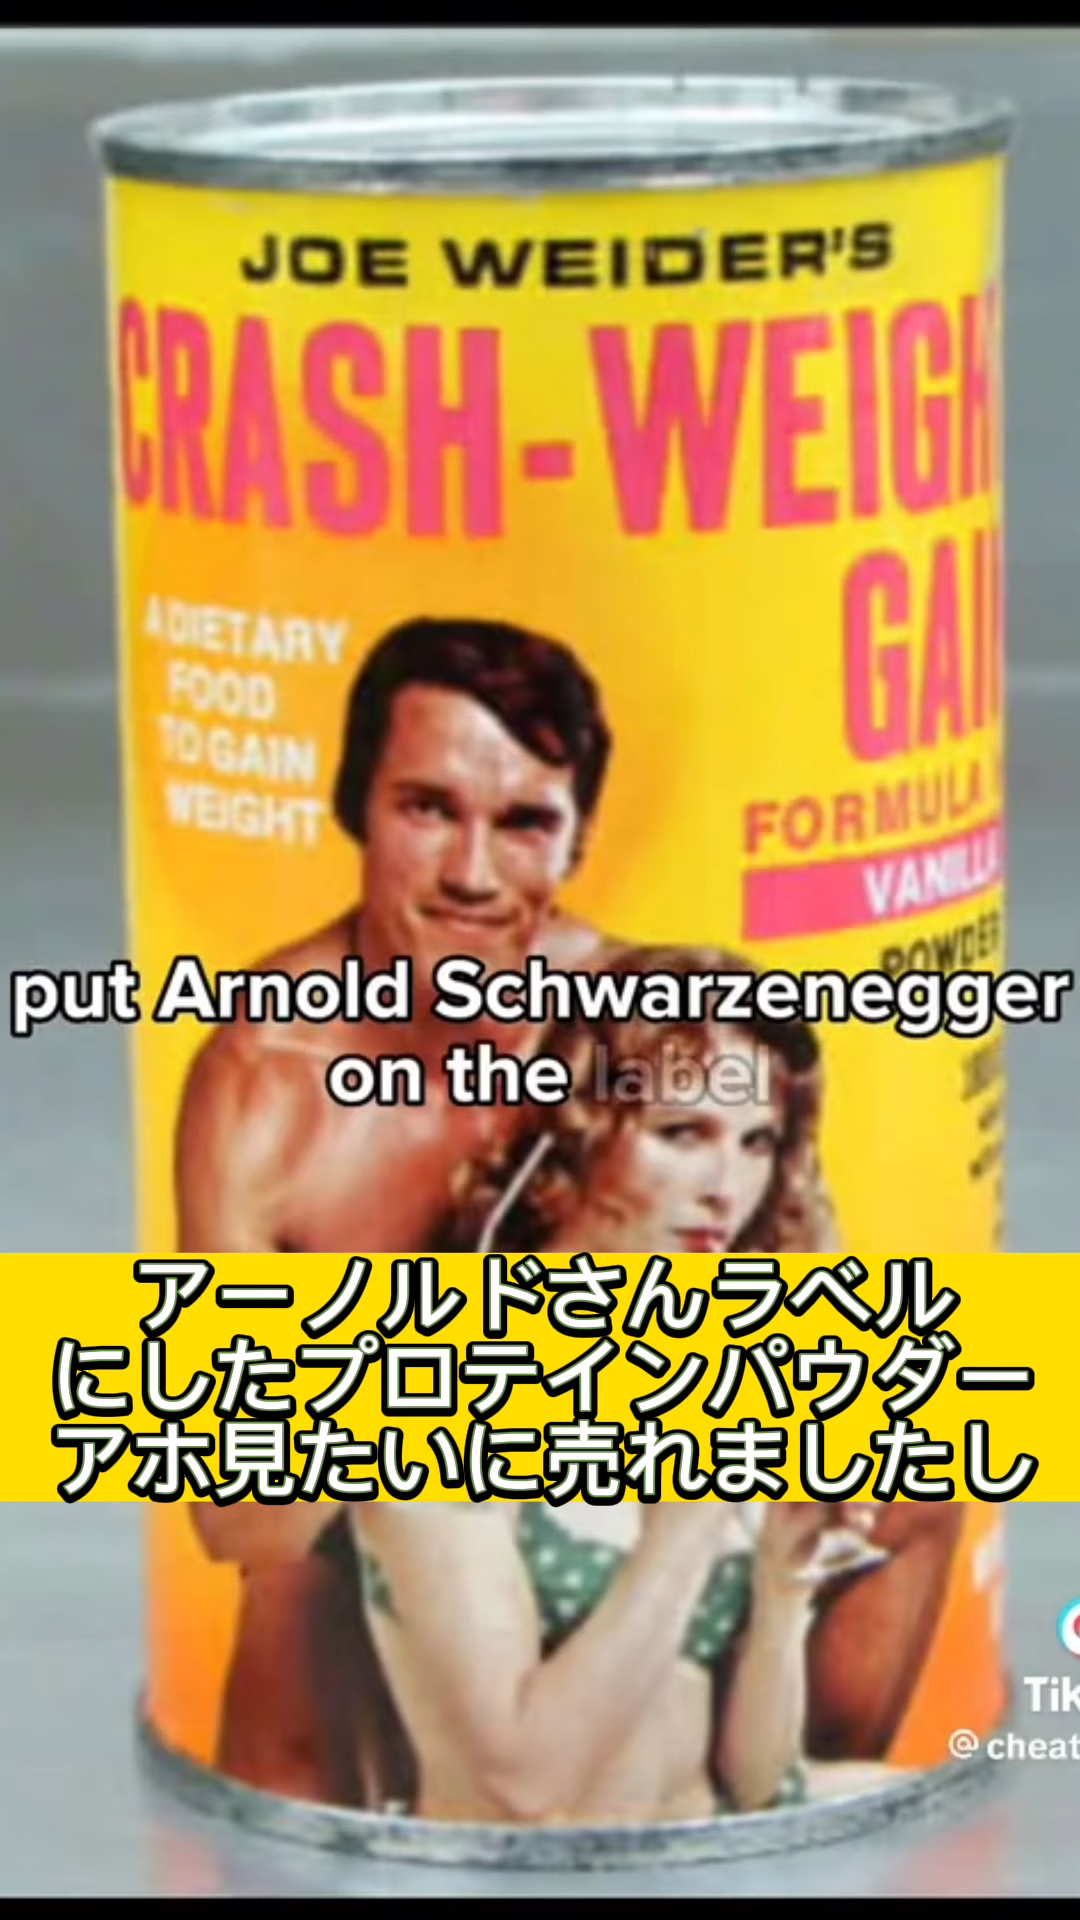 JOE WEIDER'S
CRASH-WEIGH
GAI
A DIETARY
FOOD
TO GAIN
WEIGHT
FORMULA
VANILLA
POWDER
put Arnold Schwarzenegger
on the label
アーノルドさんラベル
にしたプロテインパウダー
アホ見たいに売れましたし
Tik
@cheat